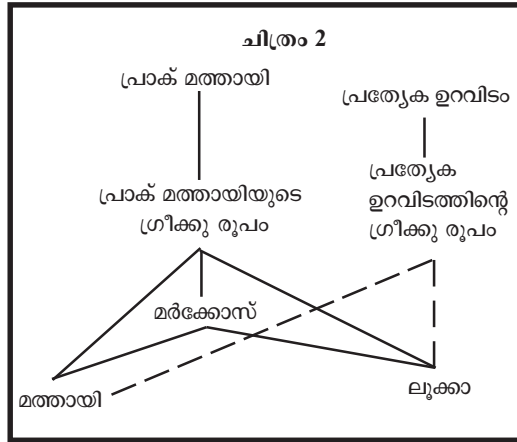 ചിത്രം 2
പ്രാക് മത്തായി
പ്രത്യേക ഉറവിടം
പ്രാക് മത്തായിയുടെ
ഗ്രീക്കു രൂപം
പ്രത്യേക
ഉറവിടത്തിന്റെ
ഗ്രീക്കു രൂപം
മർക്കോസ്
മത്തായി
ലൂക്കാ